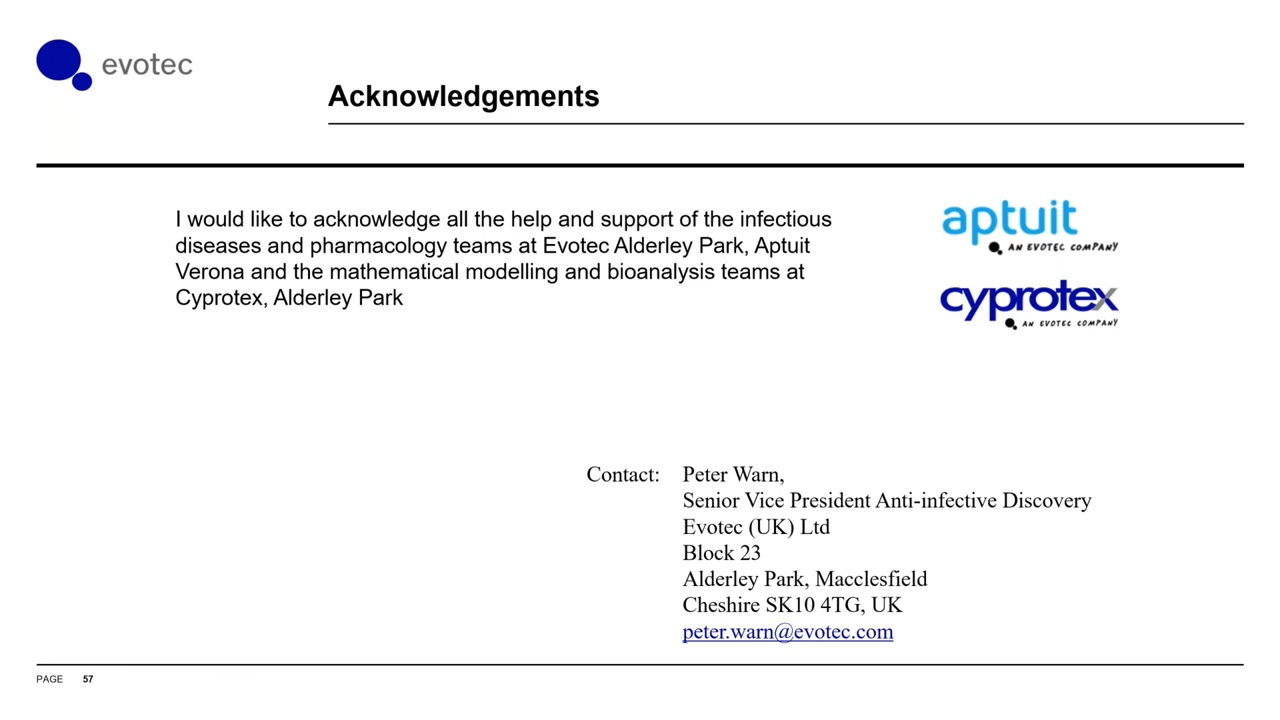 evotec
Acknowledgements
I would like to acknowledge all the help and support of the infectious
diseases and pharmacology teams at Evotec Alderley Park, Aptuit
Verona and the mathematical modelling and bioanalysis teams at
Cyprotex, Alderley Park
aptuit
AN EVOTEC COMPANY
cyprotex
AN EVOTEC COMPANY
Contact: Peter Warn,
Senior Vice President Anti-infective Discovery
Evotec (UK) Ltd
Block 23
Alderley Park, Macclesfield
Cheshire SK10 4TG, UK
peter.warn@evotec.com
PAGE 57